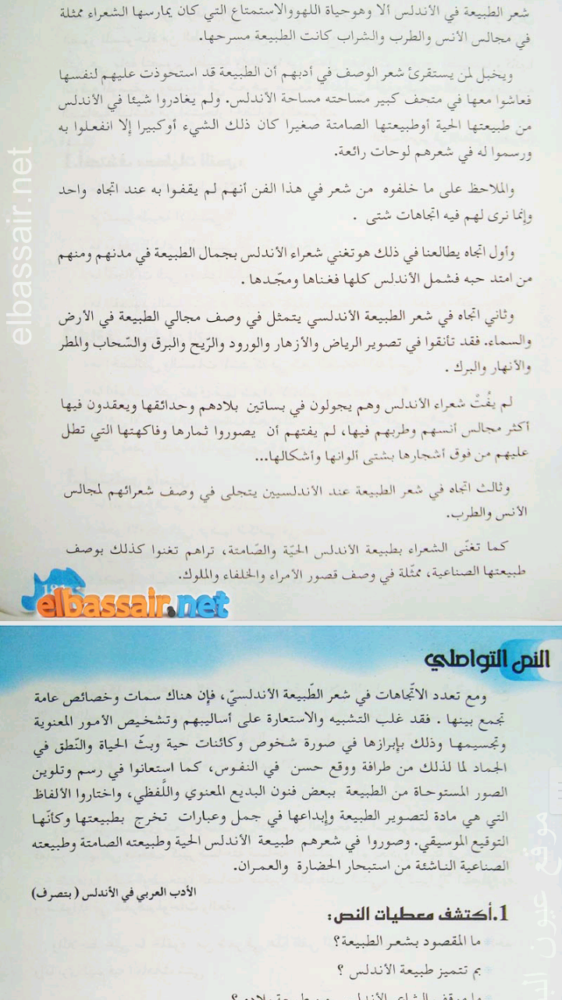 شعر الطبيعة في الأندلس ألا وهوحياة اللهووالاستمتاع التي كان يمارسها الشعراء ممثلة
في مجالس الأنس والطرب والشراب كانت الطبيعة مسرحها.
ويخبل لمن يستقرئ شعر الوصف في أدبهم أن الطبيعة قد استحوذت عليهم لنفسها
فعاشوا معها في متحف كبير مساحته مساحة الأندلس. ولم يغادروا شيئا في الأندلس
من طبيعتها الحية أوطبيعتها الصامتة صغيرا كان ذلك الشيء أوكبيرا إلا انفعلوا به
ورسموا له في شعرهم لوحات رائعة.
والملاحظ على ما خلفوه من شعر في هذا الفن أنهم لم يقفوا به عند اتجاه واحد
وإنما نرى لهم فيه اتجاهات شتى .
وأول اتجاه يطالعنا في ذلك هوتغني شعراء الأندلس بجمال الطبيعة في مدنهم ومنهم
من امتد حبه فشمل الأندلس كلها فغناها ومجّدها .
وثاني اتجاه في شعر الطبيعة الأندلسي يتمثل في وصف مجالي الطبيعة في الأرض
والسماء. فقد تأنقوا في تصوير الرياض والأزهار والورود والرّيح والبرق والسّحاب والمطر
والأنهار والبرك .
لم يفُتْ شعراء الأندلس وهم يجولون في بساتين بلادهم وحدائقها ويعقدون فيها
أكثر مجالس أنسهم وطربهم فيها، لم يفتهم أن يصوروا ثمارها وفاكهتها التي تطل
عليهم من فوق أشجارها بشتى ألوانها وأشكالها...
وثالث اتجاه في شعر الطبيعة عند الأندلسيين يتجلى في وصف شعرائهم لمجالس
الأنس والطرب.
كما تغنّى الشعراء بطبيعة الأندلس الحيّة والصّامتة، تراهم تغنوا كذلك بوصف
طبيعتها الصناعية، ممثّلة في وصف قصور الأمراء والخلفاء والملوك.
elbassair.net
elbassair.net
النص التواصلي
ومع تعدد الاتّجاهات في شعر الطّبيعة الأندلسيّ، فإن هناك سمات وخصائص عامة
تجمع بينها . فقد غلب التشبيه والاستعارة على أساليبهم وتشخيص الأمور المعنوية
وتجسيمها وذلك بإبرازها في صورة شخوص وكائنات حية وبثّ الحياة والنّطق في
الجماد لما لذلك من طرافة ووقع حسن في النفوس، كما استعانوا في رسم وتلوين
الصور المستوحاة من الطبيعة ببعض فنون البديع المعنوي واللّفظي، واختاروا الألفاظ
التي هي مادة لتصوير الطبيعة وإبداعها في جمل وعبارات تخرج بطبيعتها وكأنّها
التوقيع الموسيقي. وصوروا في شعرهم طبيعة الأندلس الحية وطبيعته الصامتة وطبيعته
الصناعية الناشئة من استبحار الحضارة والعمران.
الأدب العربي في الأندلس ( بتصرف)
1.أكتشف معطيات النص:
ما المقصود بشعر الطبيعة؟
بم تتميز طبيعة الأندلس ؟
موقع عيون